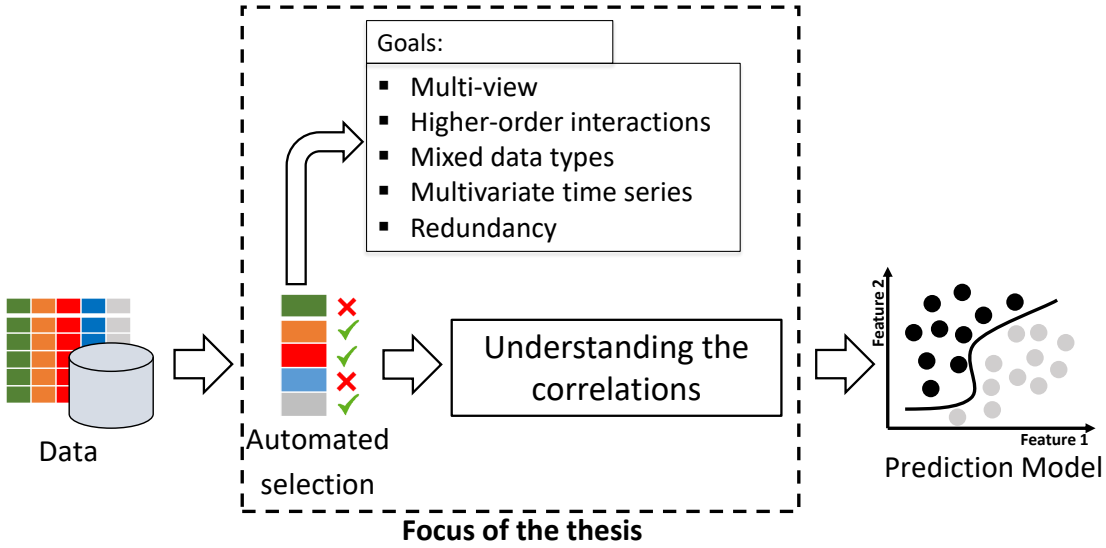 Goals:
▪ Multi-view
▪ Higher-order interactions
▪ Mixed data types
▪ Multivariate time series
▪ Redundancy
Data
Automated
selection
Understanding the
correlations
Feature 2
Feature 1
Prediction Model
Focus of the thesis